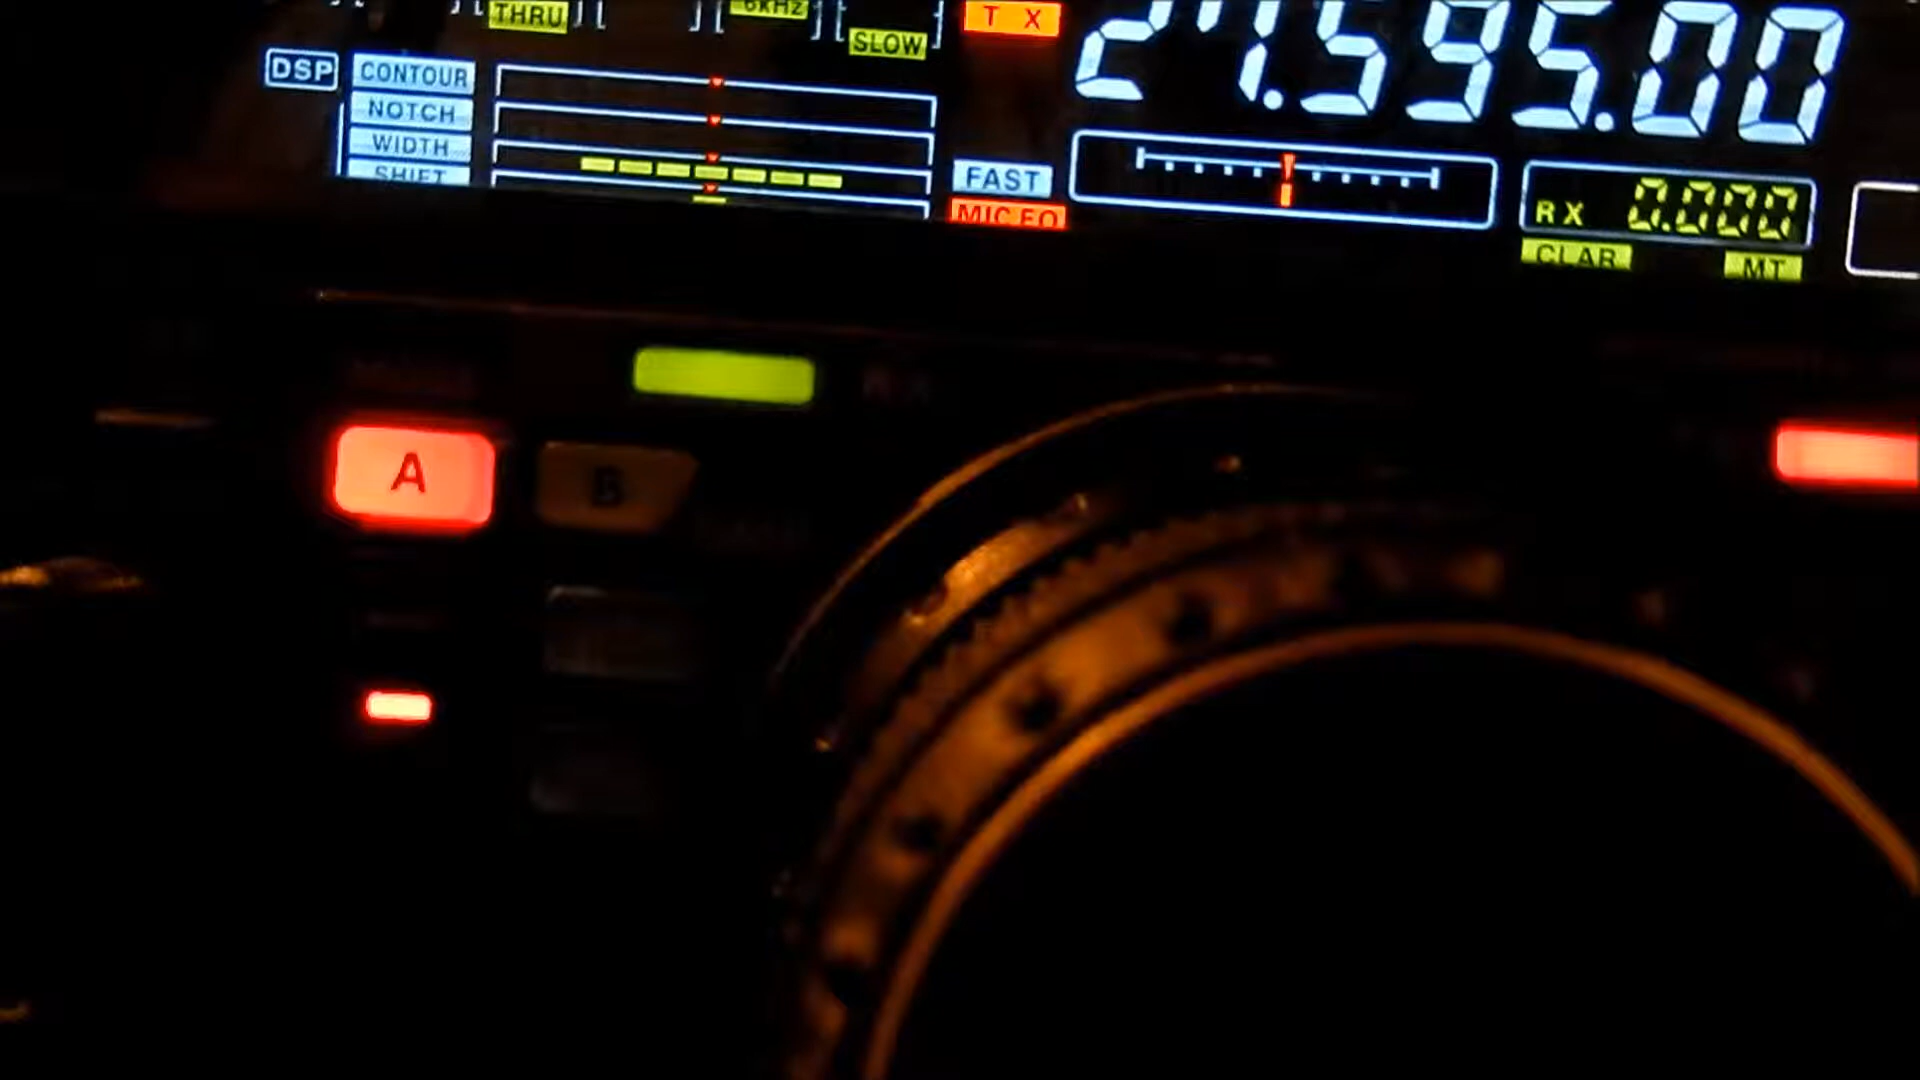 THRU
6kHz
SLOW
TX
27.595.00
DSP
CONTOUR
NOTCH
WIDTH
SHIFT
FAST
MIC EQ
RX 0.000
CLAR
MT
A
B